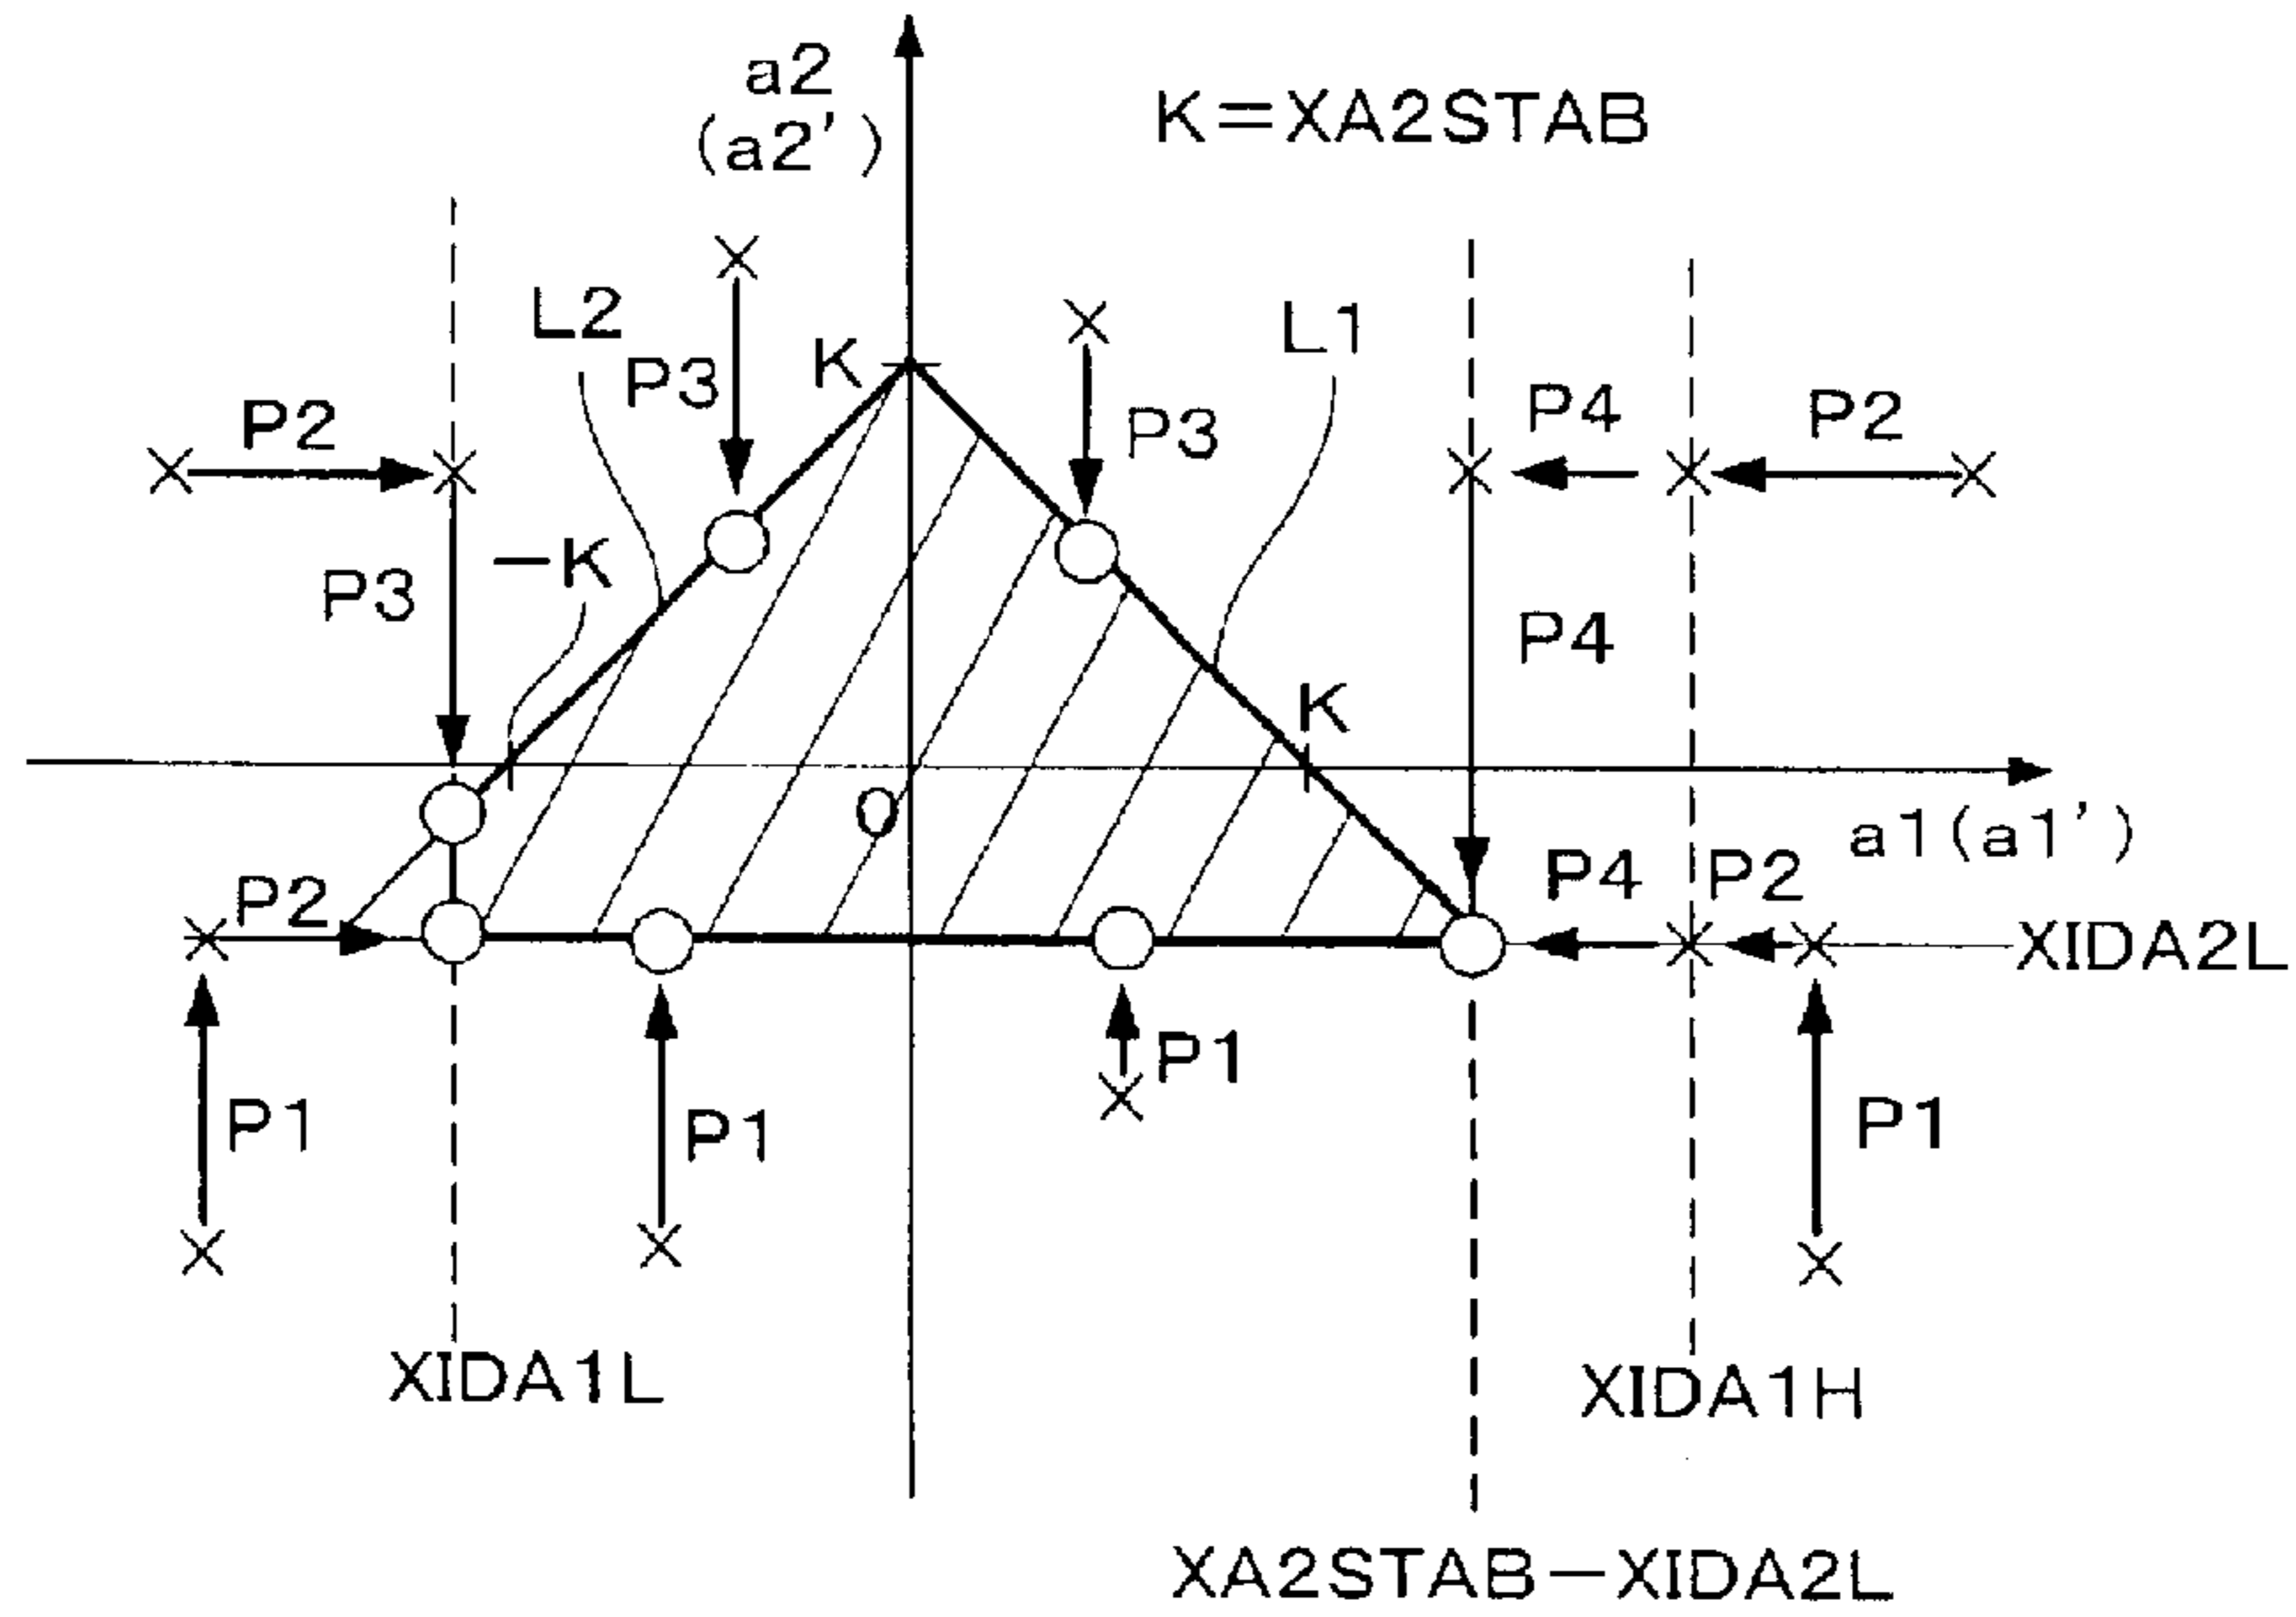 a2
(a2')
K=XA2STAB
L2
P3
K
L1
P2
P3
P4
P2
-K
P3
P4
K
0
a1(a1')
P2
P4
P2
XIDA2L
P1
P1
P1
P1
XIDA1L
XIDA1H
XA2STAB-XIDA2L